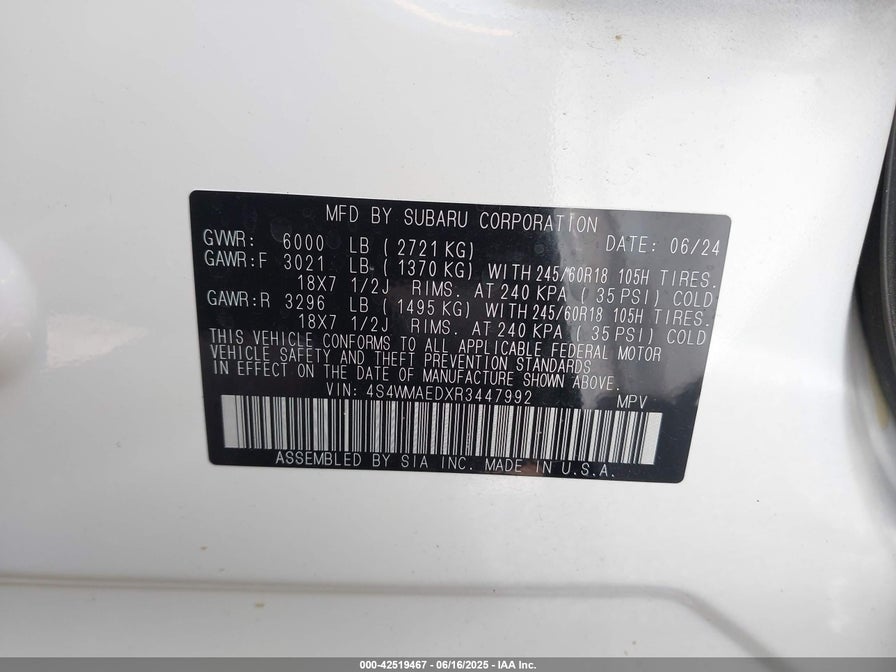 MFD BY SUBARU CORPORATION
GVWR: 6000 LB ( 2721 KG) DATE: 06/24
GAWR:F 3021 LB ( 1370 KG) WITH 245/60R18 105H TIRES.
18X7 1/2J RIMS. AT 240 KPA ( 35 PSI) COLD
GAWR:R 3296 LB ( 1495 KG) WITH 245/60R18 105H TIRES.
18X7 1/2J RIMS. AT 240 KPA ( 35 PSI) COLD
THIS VEHICLE CONFORMS TO ALL APPLICABLE FEDERAL MOTOR
VEHICLE SAFETY AND THEFT PREVENTION STANDARDS
IN EFFECT ON THE DATE OF MANUFACTURE SHOWN ABOVE.
VIN: 4S4WMAEDXR3447992 MPV
ASSEMBLED BY SIA INC. MADE IN U.S.A.
000-42519467 - 06/16/2025 - IAA Inc.